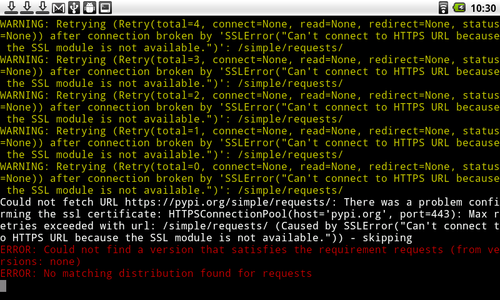 10:30
WARNING: Retrying (Retry(total=4, connect=None, read=None, redirect=None, status
=None)) after connection broken by 'SSLError("Can't connect to HTTPS URL because
 the SSL module is not available.")': /simple/requests/
WARNING: Retrying (Retry(total=3, connect=None, read=None, redirect=None, status
=None)) after connection broken by 'SSLError("Can't connect to HTTPS URL because
 the SSL module is not available.")': /simple/requests/
WARNING: Retrying (Retry(total=2, connect=None, read=None, redirect=None, status
=None)) after connection broken by 'SSLError("Can't connect to HTTPS URL because
 the SSL module is not available.")': /simple/requests/
WARNING: Retrying (Retry(total=1, connect=None, read=None, redirect=None, status
=None)) after connection broken by 'SSLError("Can't connect to HTTPS URL because
 the SSL module is not available.")': /simple/requests/
WARNING: Retrying (Retry(total=0, connect=None, read=None, redirect=None, status
=None)) after connection broken by 'SSLError("Can't connect to HTTPS URL because
 the SSL module is not available.")': /simple/requests/
Could not fetch URL https://pypi.org/simple/requests/: There was a problem confi
rming the ssl certificate: HTTPSConnectionPool(host='pypi.org', port=443): Max r
etries exceeded with url: /simple/requests/ (Caused by SSLError("Can't connect t
o HTTPS URL because the SSL module is not available.")) - skipping
ERROR: Could not find a version that satisfies the requirement requests (from ve
rsions: none)
ERROR: No matching distribution found for requests